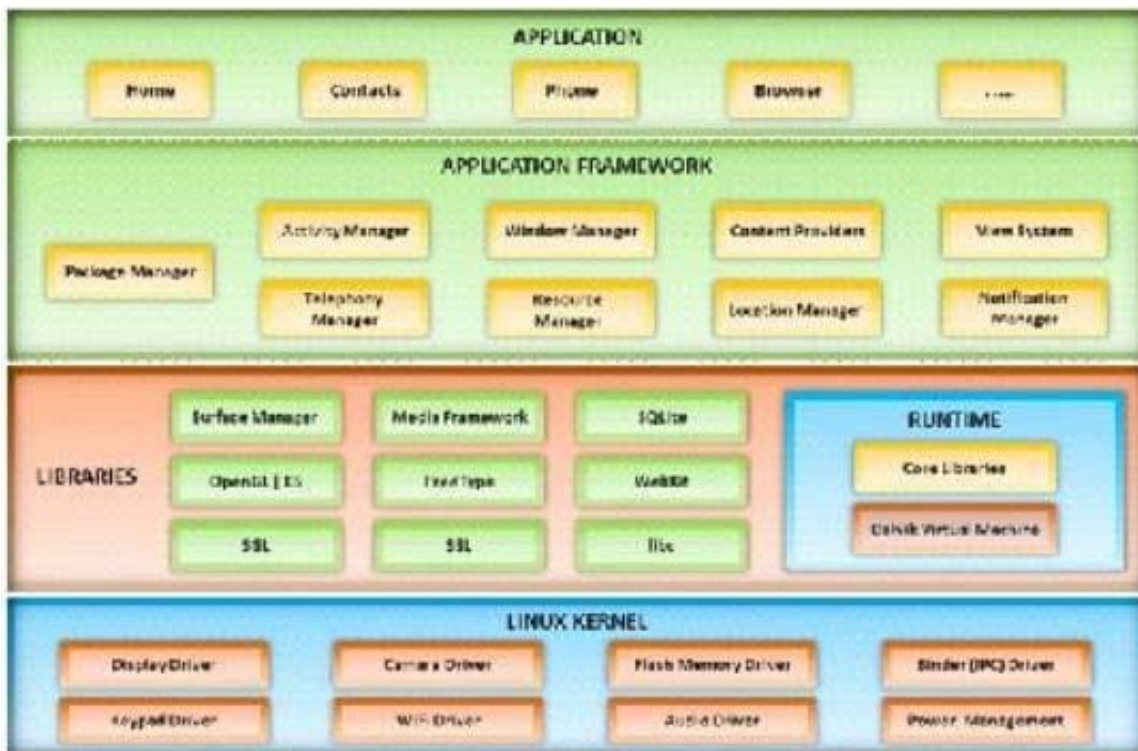 APPLICATION
Home
Contacts
Phone
Browser
....
APPLICATION FRAMEWORK
Package Manager
Activity Manager
Window Manager
Content Providers
View System
Telephony
Manager
Resource
Manager
Location Manager
Notification
Manager
LIBRARIES
Surface Manager
Media Framework
SQLite
OpenGL | ES
FreeType
WebKit
SSL
SSL
libc
RUNTIME
Core Libraries
Dalvik Virtual Machine
LINUX KERNEL
Display Driver
Camera Driver
Flash Memory Driver
Binder (IPC) Driver
Keypad Driver
WiFi Driver
Audio Driver
Power Management